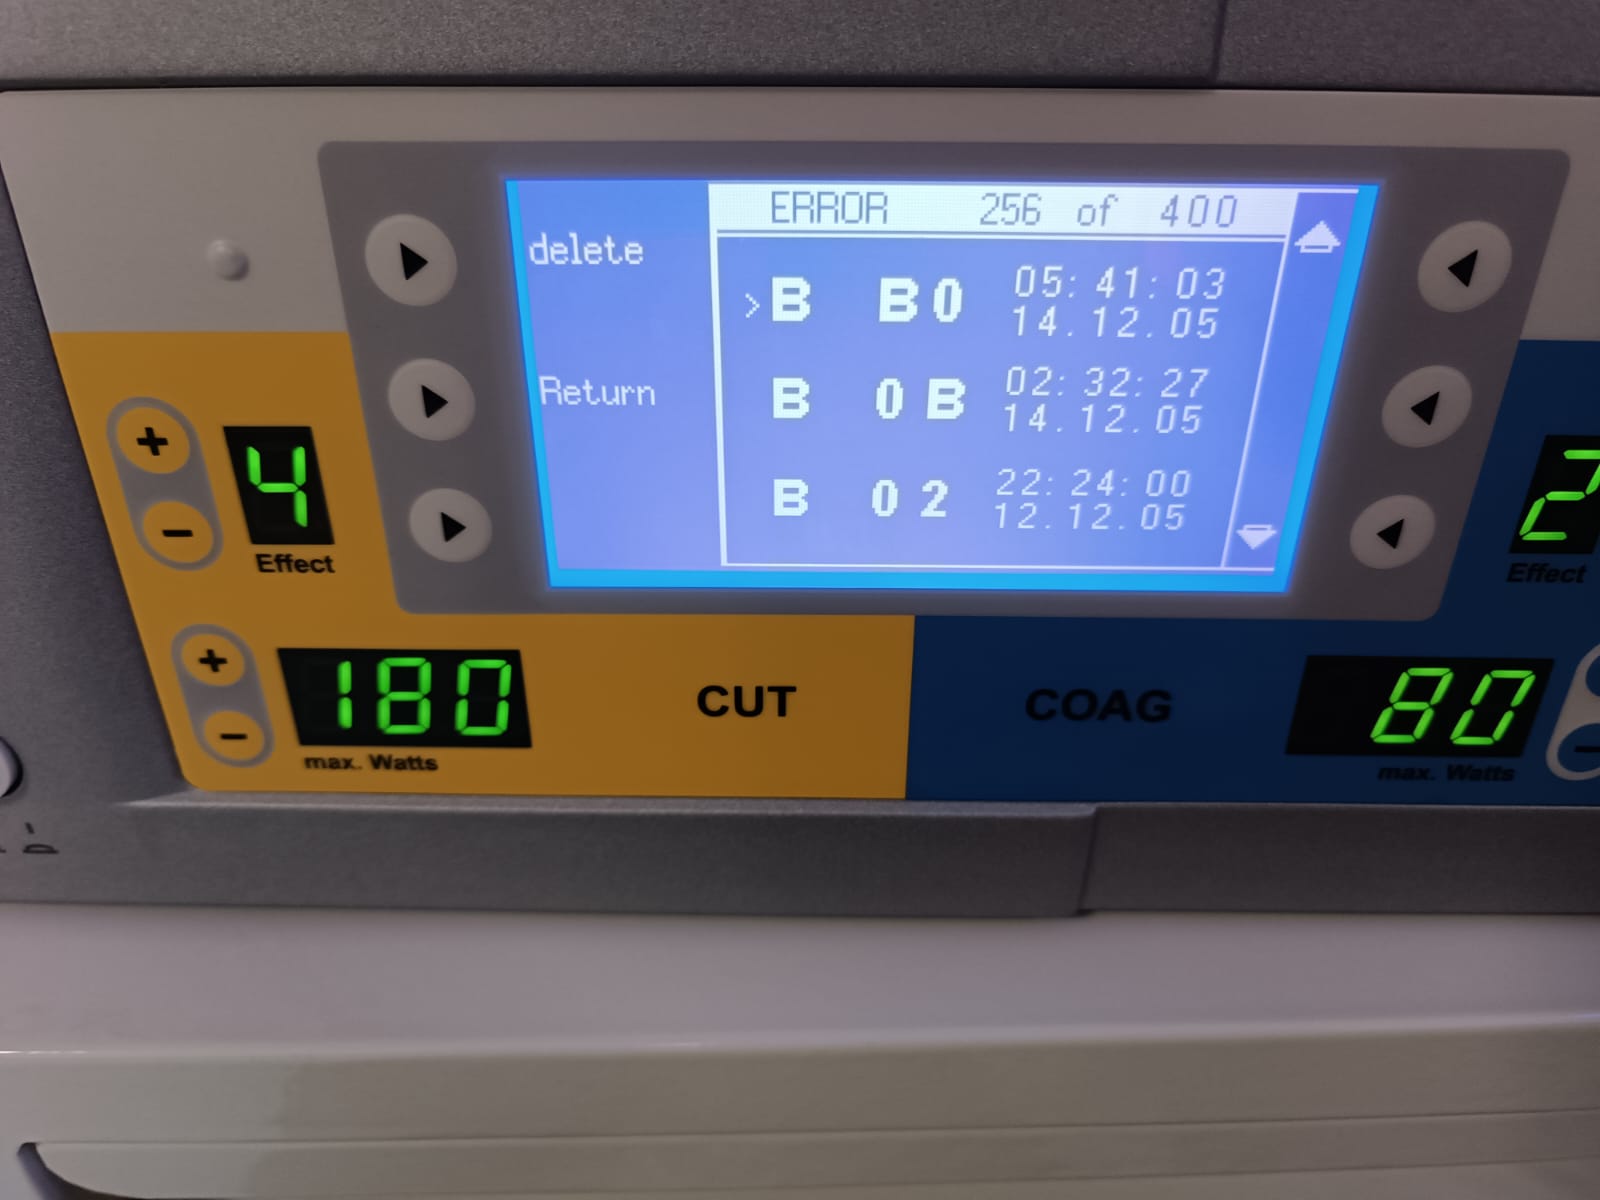 ERROR 256 of 400
delete
>B B0 05:41:03
14.12.05
Return
B 0B 02:32:27
14.12.05
B 02 22:24:00
12.12.05
+
-
4
Effect
2
Effect
+
-
180
max. Watts
CUT
COAG
80
max. Watts
-